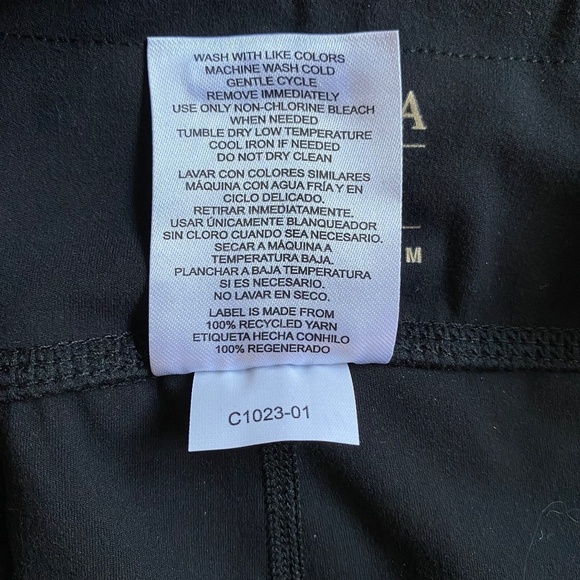 WASH WITH LIKE COLORS
MACHINE WASH COLD
GENTLE CYCLE
REMOVE IMMEDIATELY
USE ONLY NON-CHLORINE BLEACH
WHEN NEEDED
TUMBLE DRY LOW TEMPERATURE
COOL IRON IF NEEDED
DO NOT DRY CLEAN
LAVAR CON COLORES SIMILARES
MÁQUINA CON AGUA FRÍA Y EN
CICLO DELICADO.
RETIRAR INMEDIATAMENTE.
USAR ÚNICAMENTE BLANQUEADOR
SIN CLORO CUANDO SEA NECESARIO.
SECAR A MÁQUINA A
TEMPERATURA BAJA.
PLANCHAR A BAJA TEMPERATURA
SI ES NECESARIO.
NO LAVAR EN SECO.
LABEL IS MADE FROM
100% RECYCLED YARN
ETIQUETA HECHA CONHILO
100% REGENERADO
C1023-01
A
M